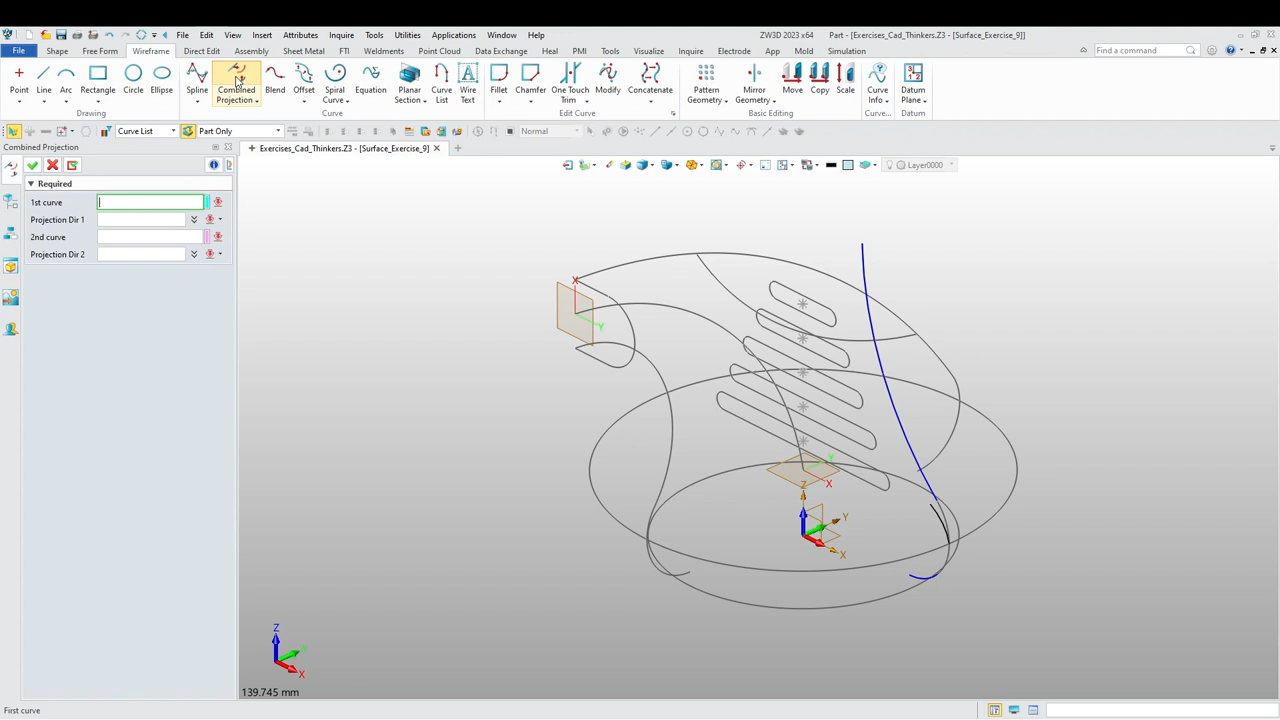 File Edit View Insert Attributes Inquire Tools Utilities Applications Window Help
ZW3D 2023 x64
Part - [Exercises_Cad_Thinkers.Z3 - [Surface_Exercise_9]]
File Shape Free Form Wireframe Direct Edit Assembly Sheet Metal FTI Weldments Point Cloud Data Exchange Heal PMI Tools Visualize Inquire Electrode App Mold Simulation
Find a command
Point Line Arc Rectangle Circle Ellipse Spline Combined Projection Blend Offset Spiral Curve Equation Planar Section Curve List Wire Text Fillet Chamfer One Touch Trim Modify Concatenate Pattern Geometry Mirror Geometry Move Copy Scale Curve Info Datum Plane
Drawing Curve Edit Curve Basic Editing Curve... Datum
Curve List Part Only Normal
Combined Projection
Exercises_Cad_Thinkers.Z3 - [Surface_Exercise_9]
Layer0000
Required
1st curve
Projection Dir 1
2nd curve
Projection Dir 2
X
Y
Y
X
Z
Y
X
Z
X
139.745 mm
First curve